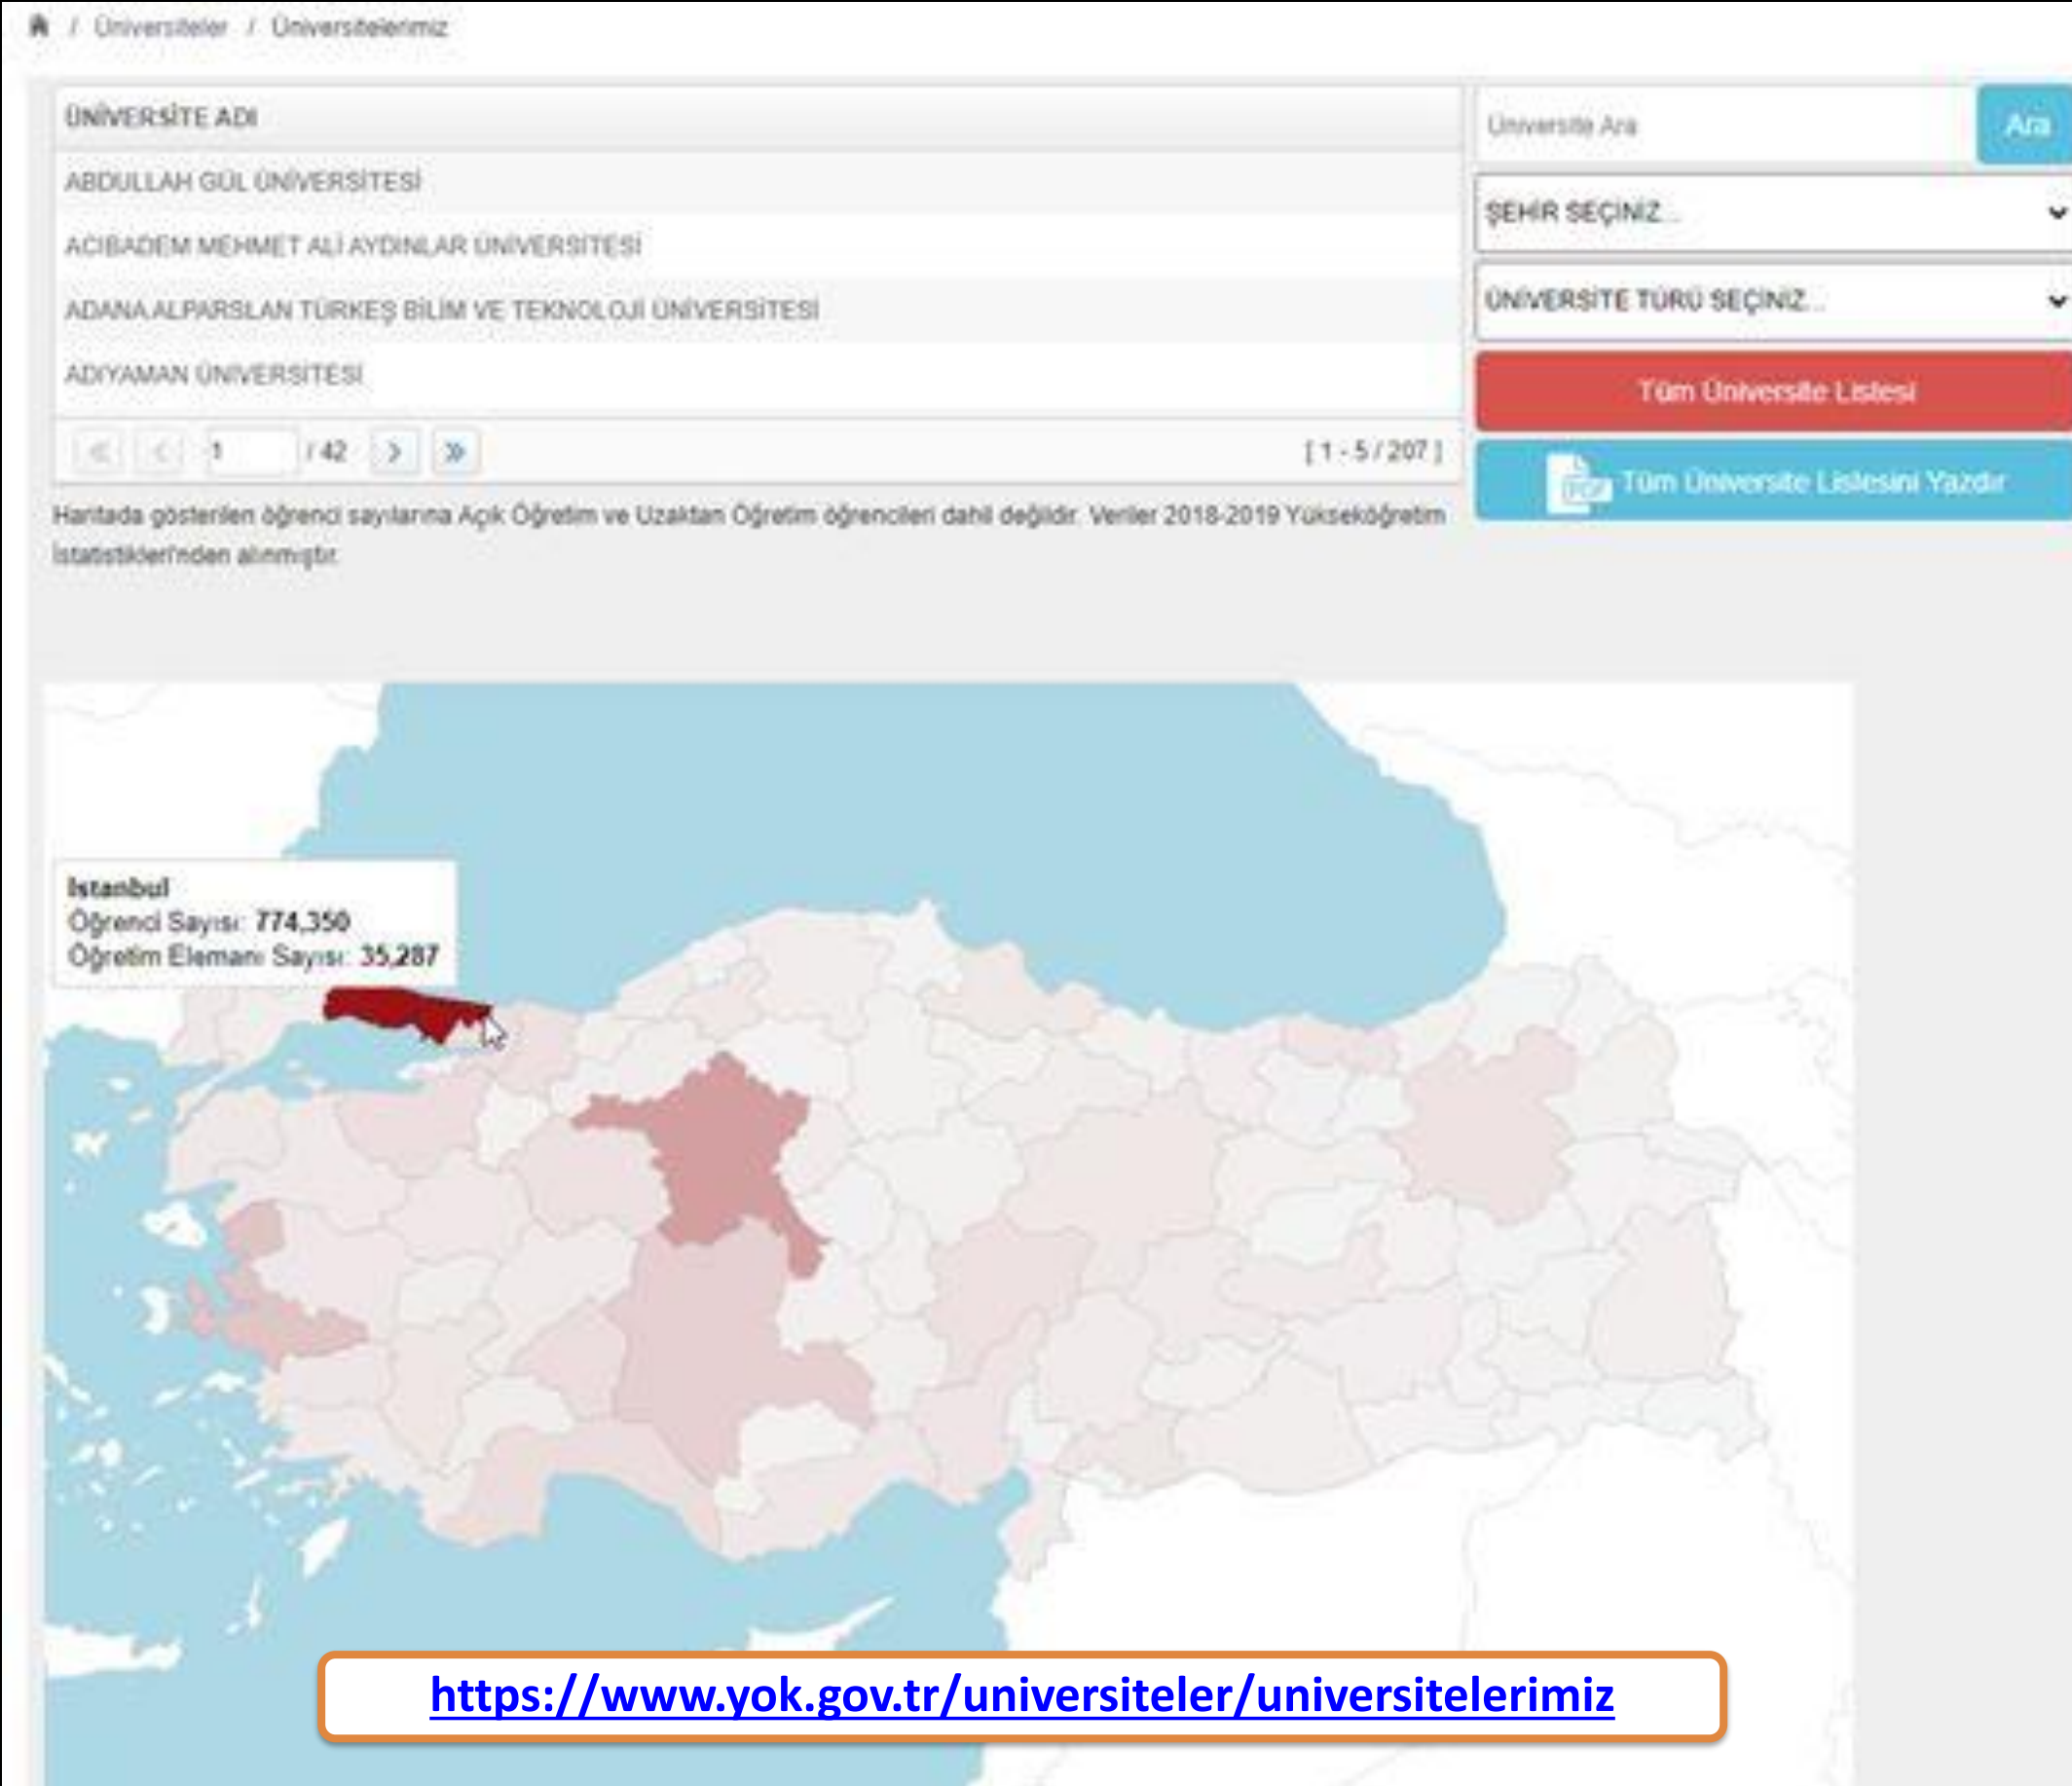 / Üniversiteler / Üniversitelerimiz
ÜNİVERSİTE ADI
ABDULLAH GÜL ÜNİVERSİTESİ
ACIBADEM MEHMET ALİ AYDINLAR ÜNİVERSİTESİ
ADANA ALPARSLAN TÜRKEŞ BİLİM VE TEKNOLOJİ ÜNİVERSİTESİ
ADIYAMAN ÜNİVERSİTESİ
1 / 42
[ 1 - 5 / 207 ]
Üniversite Ara
Ara
ŞEHİR SEÇİNİZ...
ÜNİVERSİTE TÜRÜ SEÇİNİZ...
Tüm Üniversite Listesi
PDF Tüm Üniversite Listesini Yazdır
Haritada gösterilen öğrenci sayılarına Açık Öğretim ve Uzaktan Öğretim öğrencileri dahil değildir. Veriler 2018-2019 Yükseköğretim
İstatistikleri'nden alınmıştır.
İstanbul
Öğrenci Sayısı: 774,350
Öğretim Elemanı Sayısı: 35,287
https://www.yok.gov.tr/universiteler/universitelerimiz